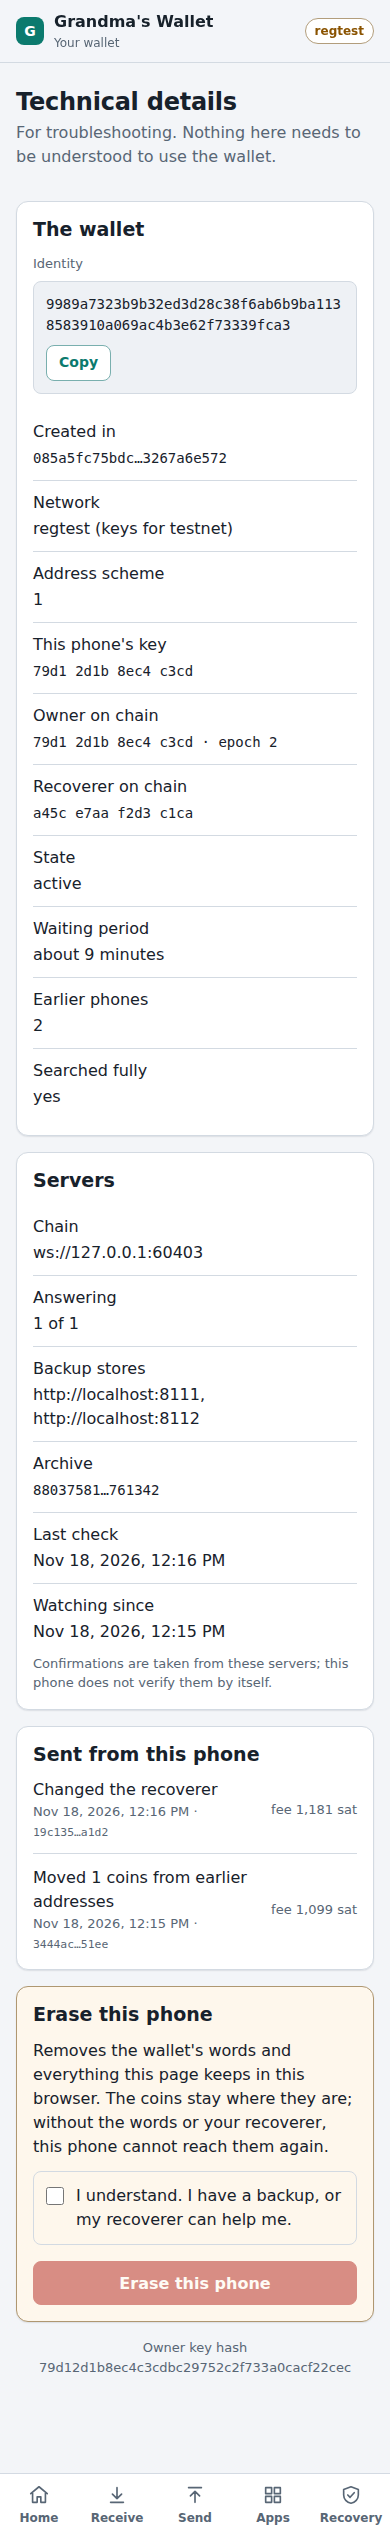 G
Grandma's Wallet
Your wallet
regtest
Technical details
For troubleshooting. Nothing here needs to
be understood to use the wallet.
The wallet
Identity
9989a7323b9b32ed3d28c38f6ab6b9ba113
8583910a069ac4b3e62f73339fca3
Copy
Created in
085a5fc75bdc…3267a6e572
Network
regtest (keys for testnet)
Address scheme
1
This phone's key
79d1 2d1b 8ec4 c3cd
Owner on chain
79d1 2d1b 8ec4 c3cd · epoch 2
Recoverer on chain
a45c e7aa f2d3 c1ca
State
active
Waiting period
about 9 minutes
Earlier phones
2
Searched fully
yes
Servers
Chain
ws://127.0.0.1:60403
Answering
1 of 1
Backup stores
http://localhost:8111,
http://localhost:8112
Archive
88037581…761342
Last check
Nov 18, 2026, 12:16 PM
Watching since
Nov 18, 2026, 12:15 PM
Confirmations are taken from these servers; this
phone does not verify them by itself.
Sent from this phone
Changed the recoverer
Nov 18, 2026, 12:16 PM ·
19c135…a1d2
fee 1,181 sat
Moved 1 coins from earlier
addresses
Nov 18, 2026, 12:15 PM ·
3444ac…51ee
fee 1,099 sat
Erase this phone
Removes the wallet's words and
everything this page keeps in this
browser. The coins stay where they are;
without the words or your recoverer,
this phone cannot reach them again.
I understand. I have a backup, or
my recoverer can help me.
Erase this phone
Owner key hash
79d12d1b8ec4c3cdbc29752c2f733a0cacf22cec
Home
Receive
Send
Apps
Recovery